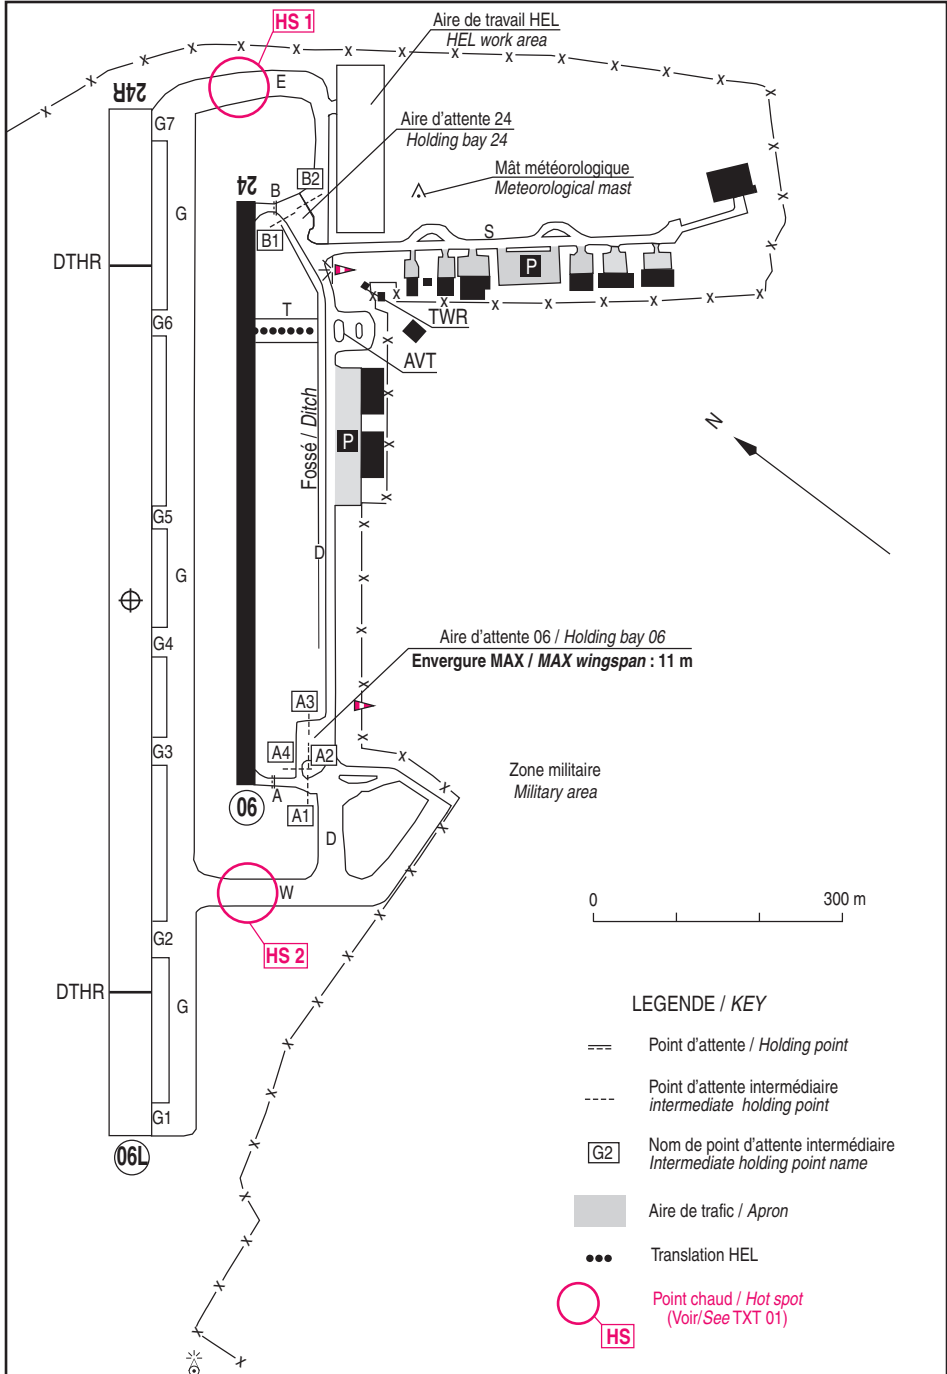 HS 1
Aire de travail HEL
HEL work area
E
24R
G7
Aire d'attente 24
Holding bay 24
Mât météorologique
Meteorological mast
B2
B
24
G
B1
S
DTHR
P
T
TWR
G6
AVT
Fossé / Ditch
P
N
G5
D
G
G4
Aire d'attente 06 / Holding bay 06
Envergure MAX / MAX wingspan : 11 m
A3
G3
A4
A2
Zone militaire
Military area
A
06
A1
D
W
0
300 m
G2
HS 2
DTHR
G
LEGENDE / KEY
Point d'attente / Holding point
Point d'attente intermédiaire
intermediate holding point
G1
G2
Nom de point d'attente intermédiaire
Intermediate holding point name
06L
Aire de trafic / Apron
Translation HEL
Point chaud / Hot spot
(Voir/See TXT 01)
HS